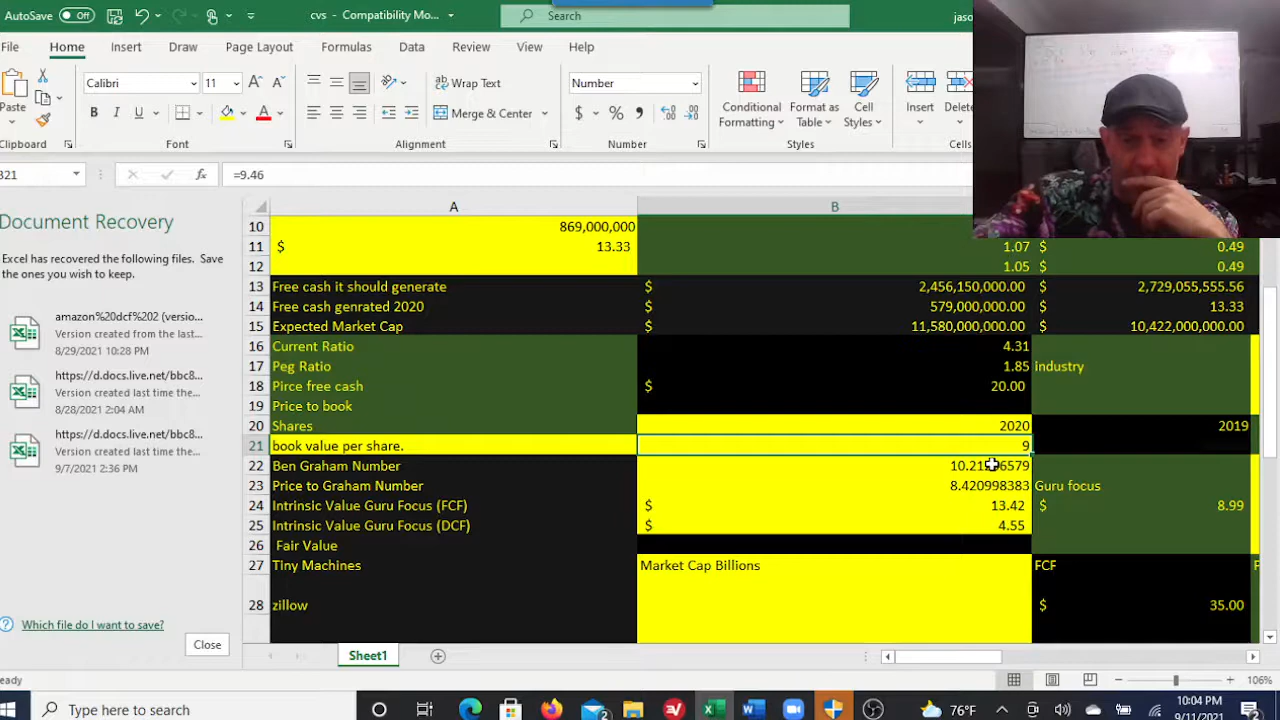 AutoSave Off cvs - Compatibility Mo... Search
File Home Insert Draw Page Layout Formulas Data Review View Help
Paste Calibri 11 Wrap Text Number Conditional Format as Cell Insert Delete
B I U Merge & Center $ % Formatting Table Styles
Clipboard Font Alignment Number Styles Cells
B21 fx =9.46
Document Recovery
Excel has recovered the following files. Save
the ones you wish to keep.
amazon%20dcf%202 (versio...
Version created from the last...
8/29/2021 10:28 PM
https://d.docs.live.net/bbc8...
Version created last time the...
8/28/2021 2:04 AM
https://d.docs.live.net/bbc8...
Version created last time the...
9/7/2021 2:36 PM
Which file do I want to save?
Close
A B
10 869,000,000
11 $ 13.33 1.07 $ 0.49
12 1.05 $ 0.49
13 Free cash it should generate $ 2,456,150,000.00 $ 2,729,055,555.56
14 Free cash genrated 2020 $ 579,000,000.00 $ 13.33
15 Expected Market Cap $ 11,580,000,000.00 $ 10,422,000,000.00
16 Current Ratio 4.31
17 Peg Ratio 1.85 industry
18 Pirce free cash $ 20.00
19 Price to book
20 Shares 2020 2019
21 book value per share. 9
22 Ben Graham Number
23 Price to Graham Number 8.420998383 Guru focus
24 Intrinsic Value Guru Focus (FCF) $ 13.42 $ 8.99
25 Intrinsic Value Guru Focus (DCF) $ 4.55
26 Fair Value
27 Tiny Machines Market Cap Billions FCF
28 zillow $ 35.00
Sheet1
106%
Type here to search
76°F
10:04 PM
9/11/2021